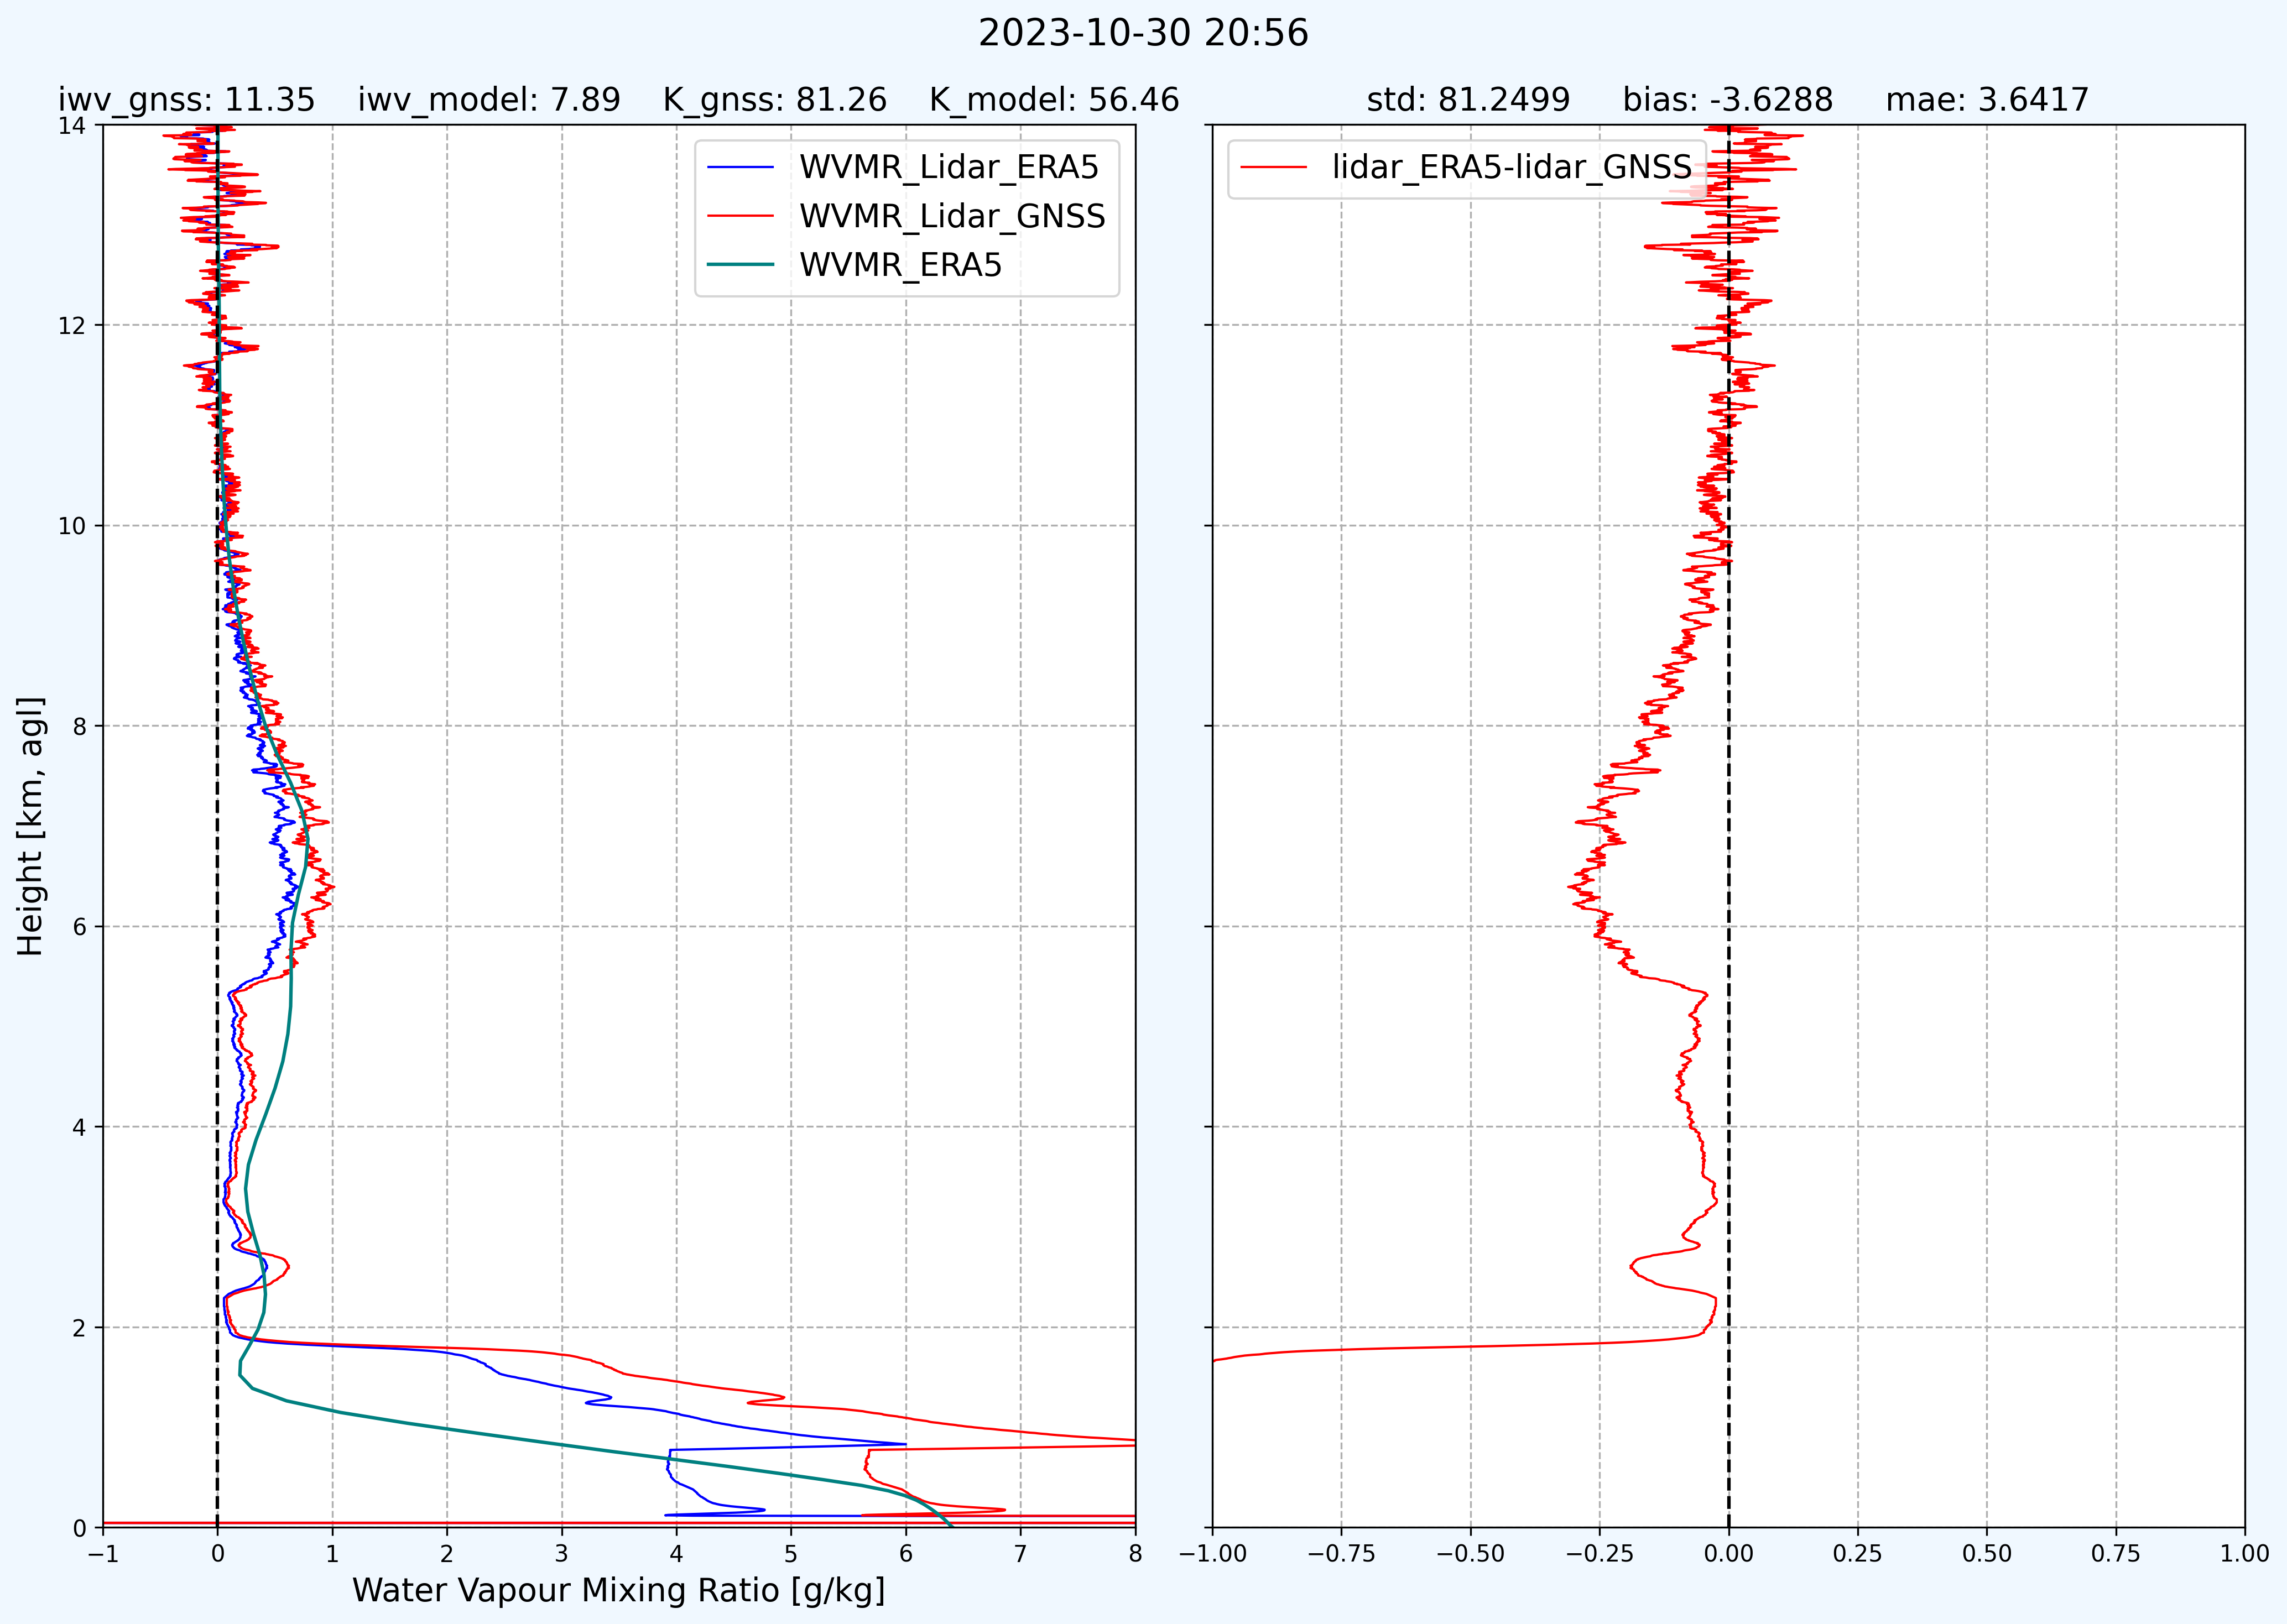 2023-10-30 20:56
iwv_gnss: 11.35 iwv_model: 7.89 K_gnss: 81.26 K_model: 56.46
std: 81.2499 bias: -3.6288 mae: 3.6417
WVMR_Lidar_ERA5
WVMR_Lidar_GNSS
WVMR_ERA5
lidar_ERA5-lidar_GNSS
14
12
10
8
6
4
2
0
Height [km, agl]
−1 0 1 2 3 4 5 6 7 8
Water Vapour Mixing Ratio [g/kg]
−1.00 −0.75 −0.50 −0.25 0.00 0.25 0.50 0.75 1.00